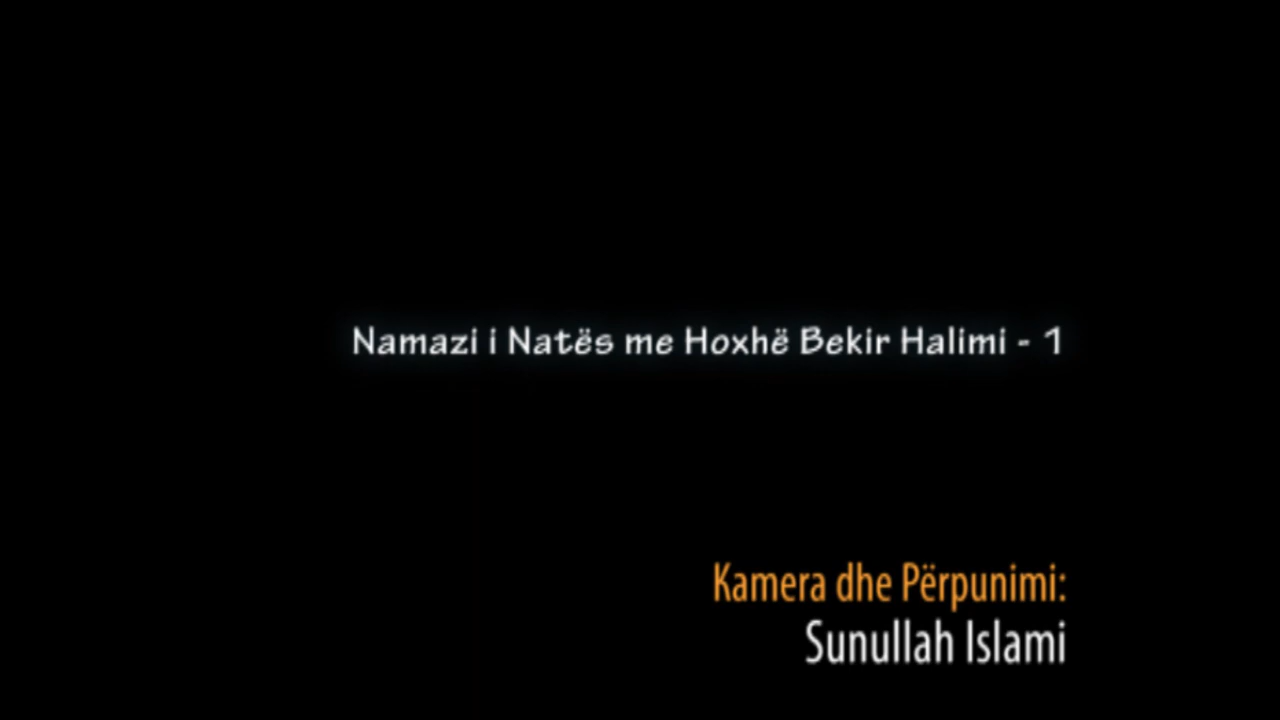 Namazi i Natës me Hoxhë Bekir Halimi - 1
Kamera dhe Përpunimi:
Sunullah Islami